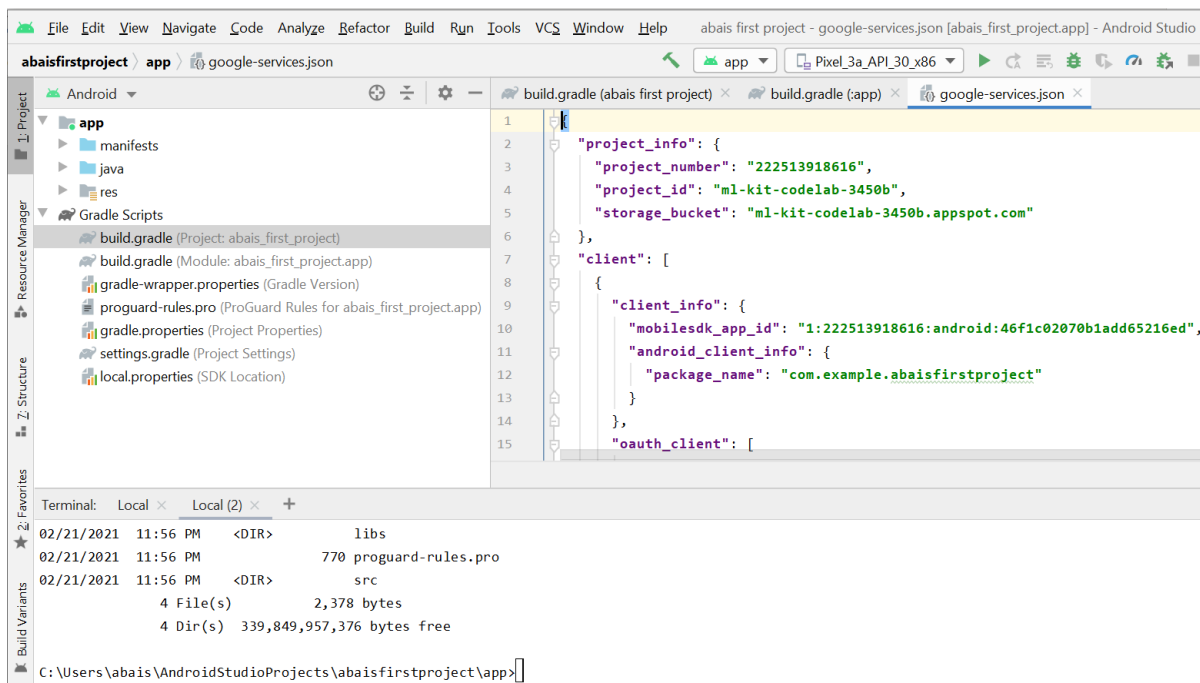 File Edit View Navigate Code Analyze Refactor Build Run Tools VCS Window Help abais first project - google-services.json [abais_first_project.app] - Android Studio
abaisfirstproject app google-services.json app Pixel_3a_API_30_x86
1: Project
Resource Manager
7: Structure
2: Favorites
Build Variants
Android
app
manifests
java
res
Gradle Scripts
build.gradle (Project: abais_first_project)
build.gradle (Module: abais_first_project.app)
gradle-wrapper.properties (Gradle Version)
proguard-rules.pro (ProGuard Rules for abais_first_project.app)
gradle.properties (Project Properties)
settings.gradle (Project Settings)
local.properties (SDK Location)
build.gradle (abais first project) build.gradle (:app) google-services.json
1 {
2 "project_info": {
3 "project_number": "222513918616",
4 "project_id": "ml-kit-codelab-3450b",
5 "storage_bucket": "ml-kit-codelab-3450b.appspot.com"
6 },
7 "client": [
8 {
9 "client_info": {
10 "mobilesdk_app_id": "1:222513918616:android:46f1c02070b1add65216ed",
11 "android_client_info": {
12 "package_name": "com.example.abaisfirstproject"
13 }
14 },
15 "oauth_client": [
Terminal: Local Local (2)
02/21/2021 11:56 PM <DIR> libs
02/21/2021 11:56 PM 770 proguard-rules.pro
02/21/2021 11:56 PM <DIR> src
4 File(s) 2,378 bytes
4 Dir(s) 339,849,957,376 bytes free
C:\Users\abais\AndroidStudioProjects\abaisfirstproject\app>